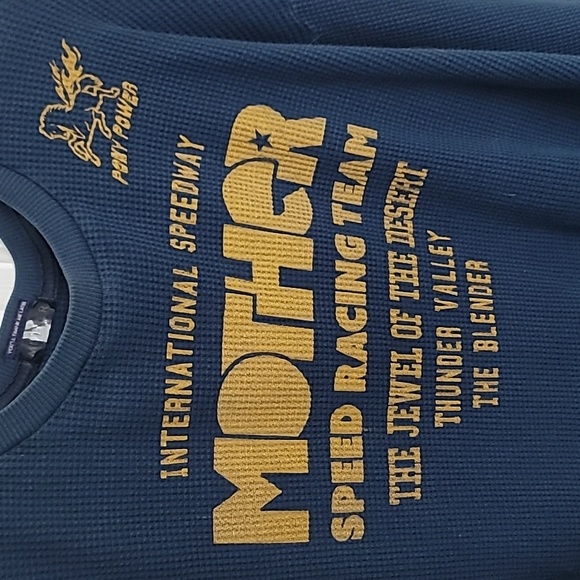 PONY POWER
INTERNATIONAL SPEEDWAY
MOTHER
SPEED RACING TEAM
THE JEWEL OF THE DESERT
THUNDER VALLEY
THE BLENDER